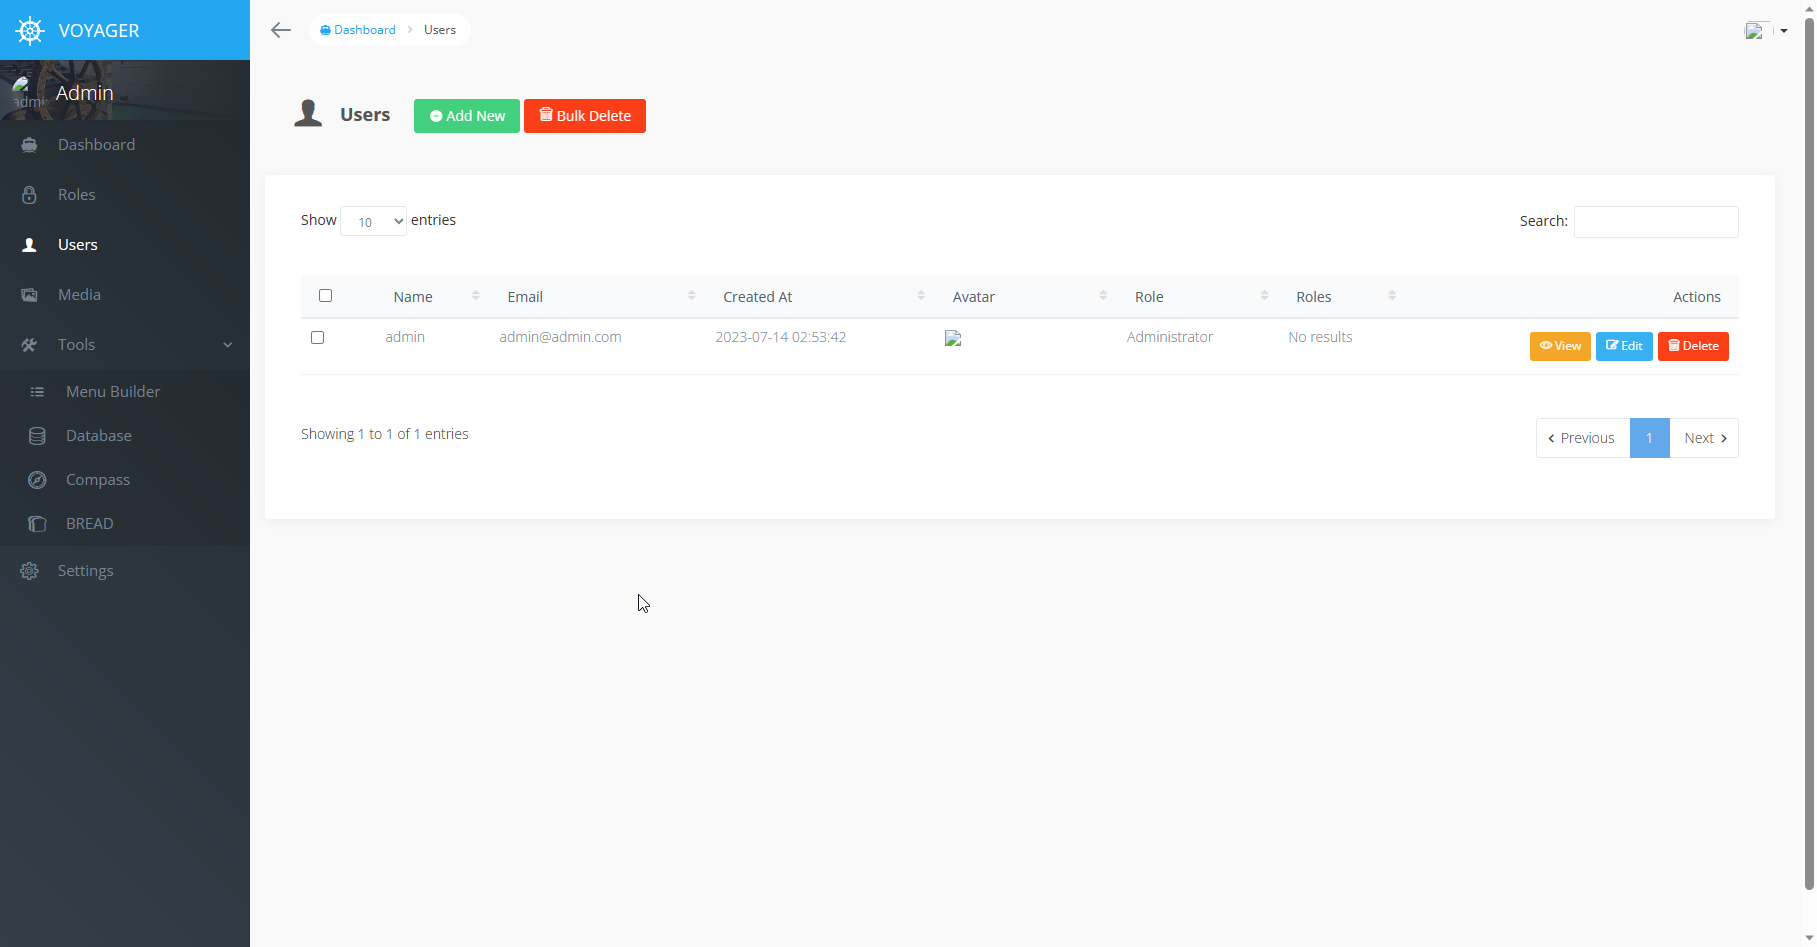 VOYAGER
Dashboard
Users
admi
Admin
Dashboard
Roles
Users
Media
Tools
Menu Builder
Database
Compass
BREAD
Settings
Users
Add New
Bulk Delete
Show 10 entries
Search:
Name Email Created At Avatar Role Roles Actions
admin admin@admin.com 2023-07-14 02:53:42 Administrator No results View Edit Delete
Showing 1 to 1 of 1 entries
Previous 1 Next